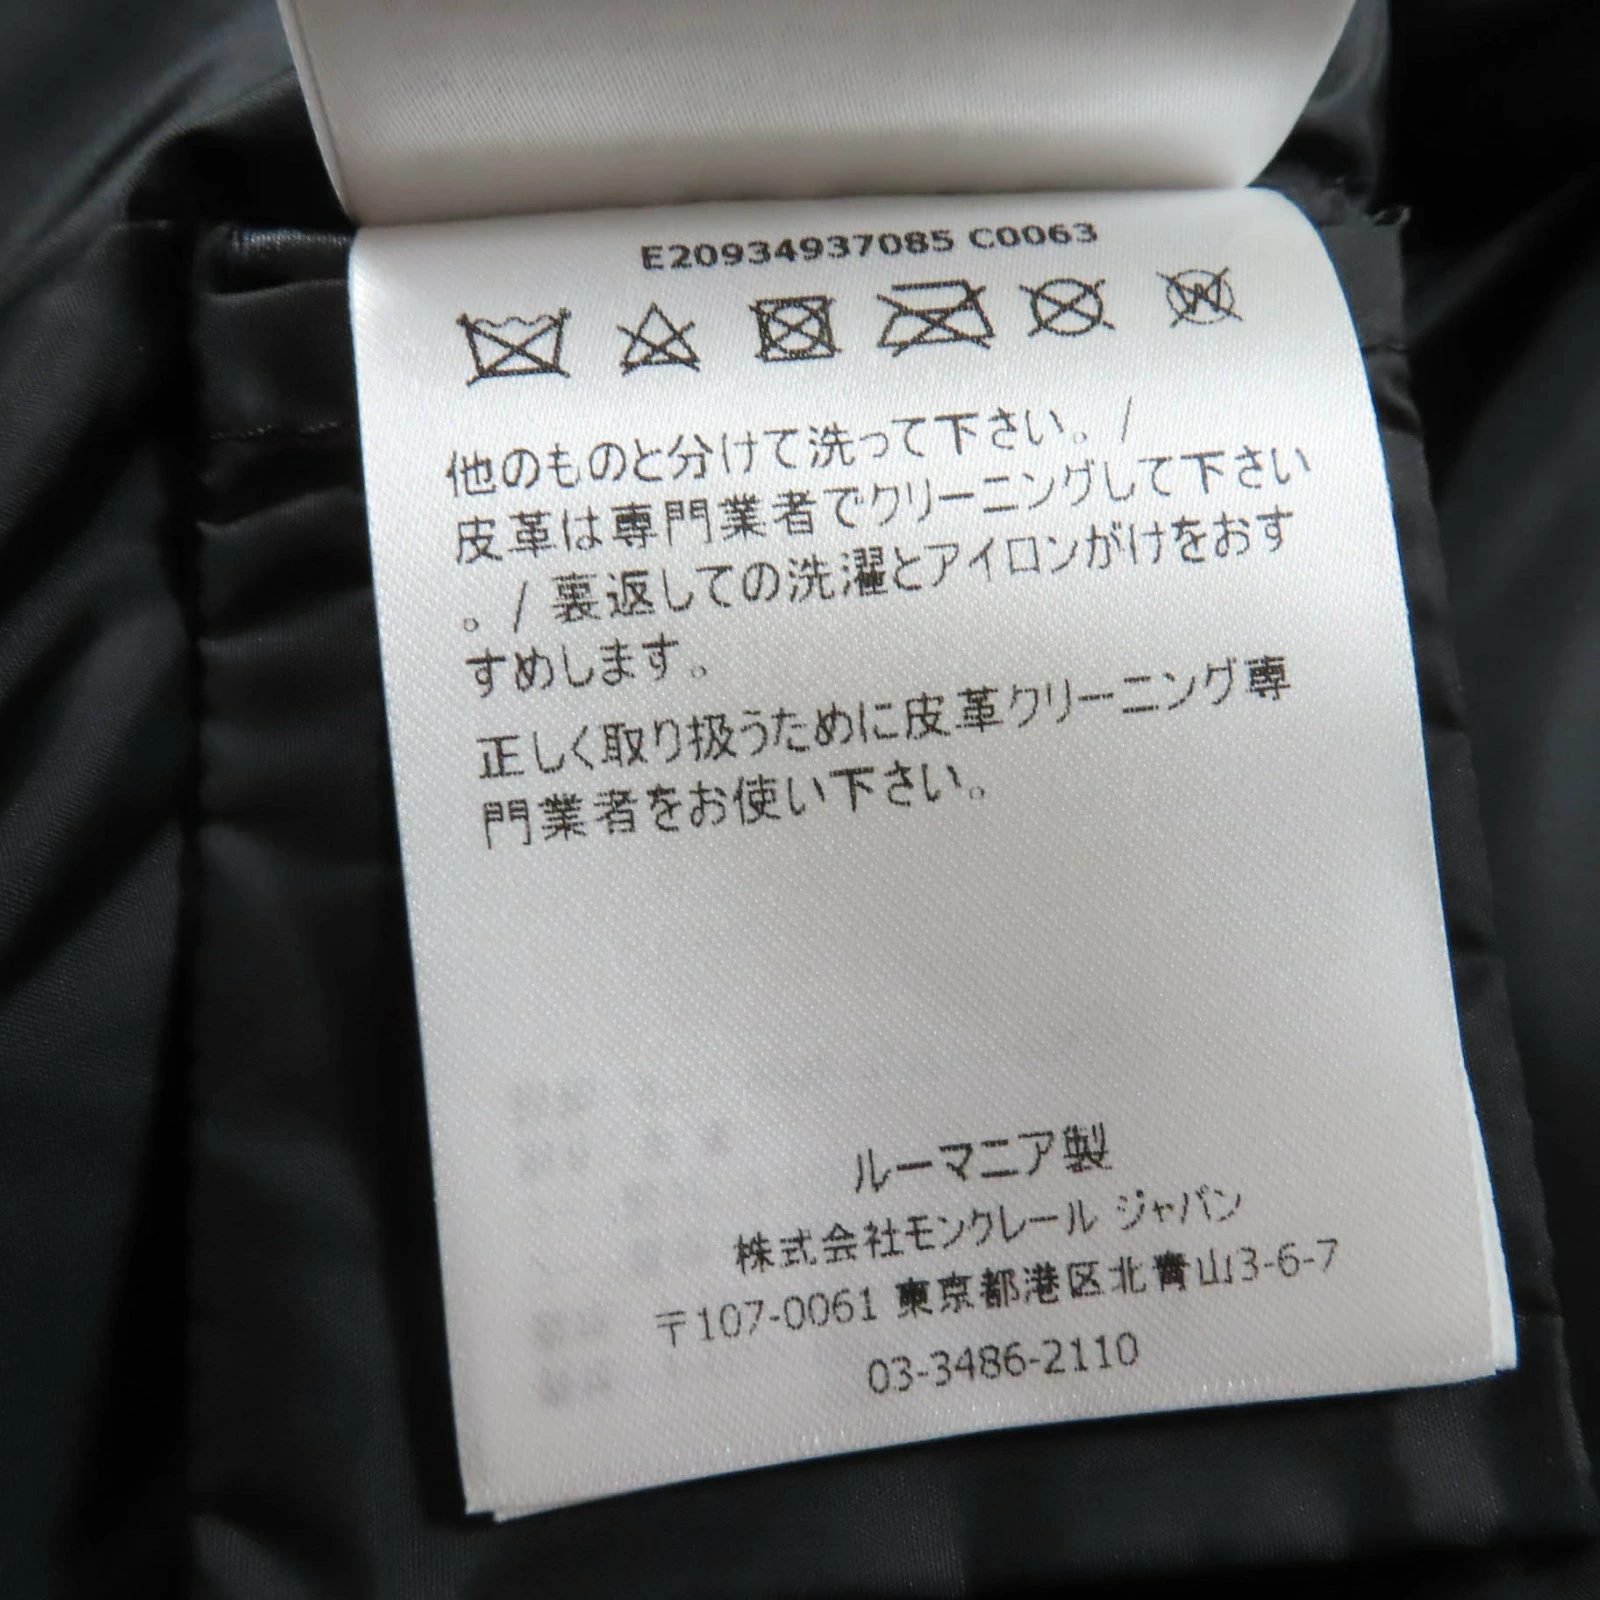 E20934937085 C0063
他のものと分けて洗って下さい。/
皮革は専門業者でクリーニングして下さい
。/ 裏返しての洗濯とアイロンがけをおす
すめします。
正しく取り扱うために皮革クリーニング専
門業者をお使い下さい。
ルーマニア製
株式会社モンクレール ジャパン
〒107-0061 東京都港区北青山3-6-7
03-3486-2110